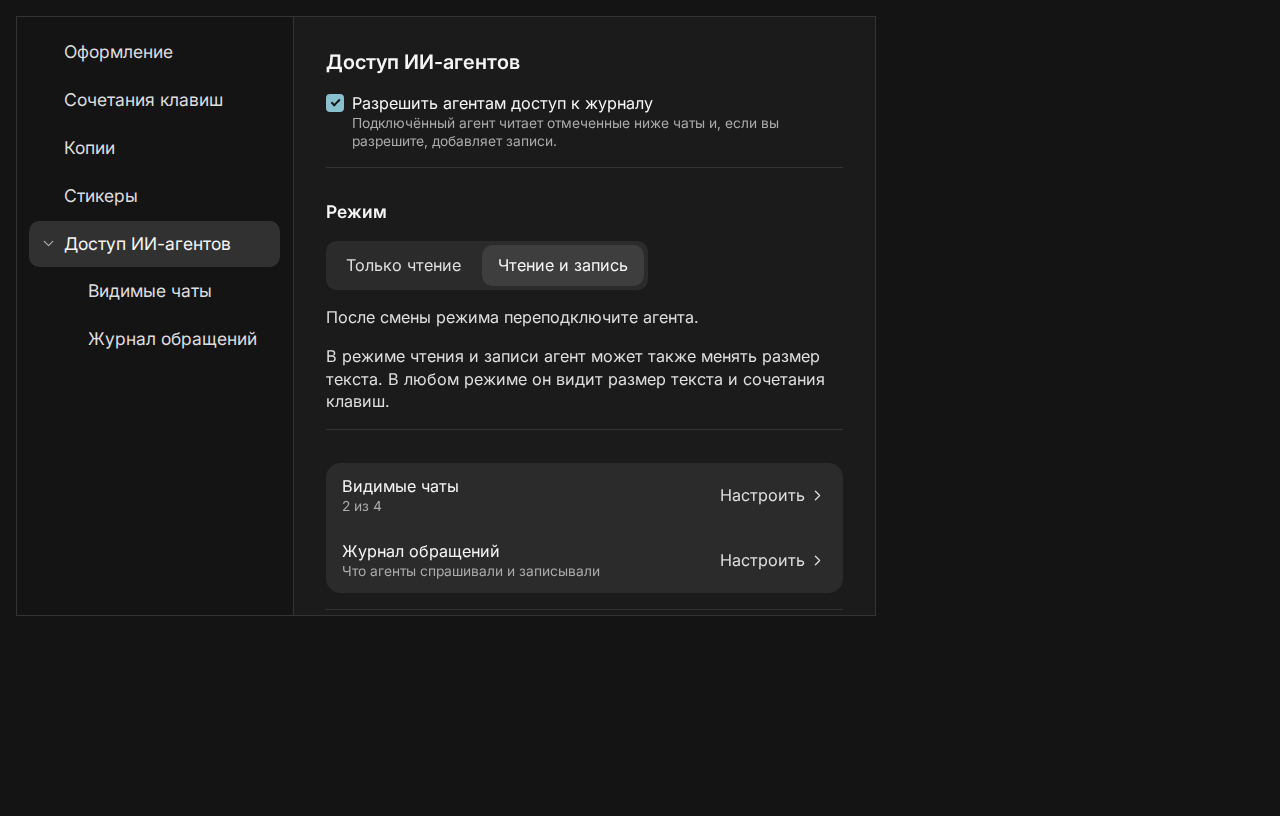 Оформление
Сочетания клавиш
Копии
Стикеры
Доступ ИИ-агентов
Видимые чаты
Журнал обращений
Доступ ИИ-агентов
Разрешить агентам доступ к журналу
Подключённый агент читает отмеченные ниже чаты и, если вы
разрешите, добавляет записи.
Режим
Только чтение
Чтение и запись
После смены режима переподключите агента.
В режиме чтения и записи агент может также менять размер
текста. В любом режиме он видит размер текста и сочетания
клавиш.
Видимые чаты
2 из 4
Настроить
Журнал обращений
Что агенты спрашивали и записывали
Настроить